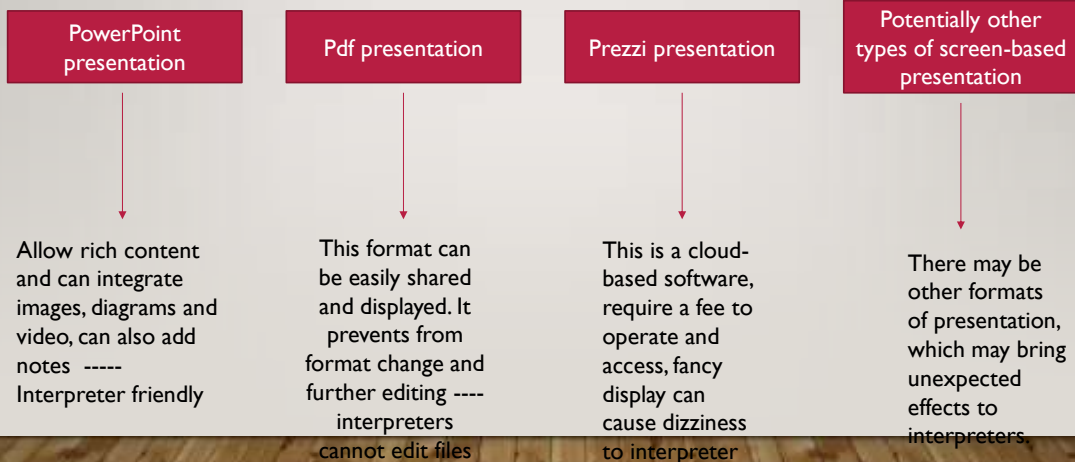 PowerPoint
presentation
Pdf presentation
Prezzi presentation
Potentially other
types of screen-based
presentation
Allow rich content
and can integrate
images, diagrams and
video, can also add
notes -----
Interpreter friendly
This format can
be easily shared
and displayed. It
prevents from
format change and
further editing ----
interpreters
cannot edit files
This is a cloud-
based software,
require a fee to
operate and
access, fancy
display can
cause dizziness
to interpreter
There may be
other formats
of presentation,
which may bring
unexpected
effects to
interpreters.